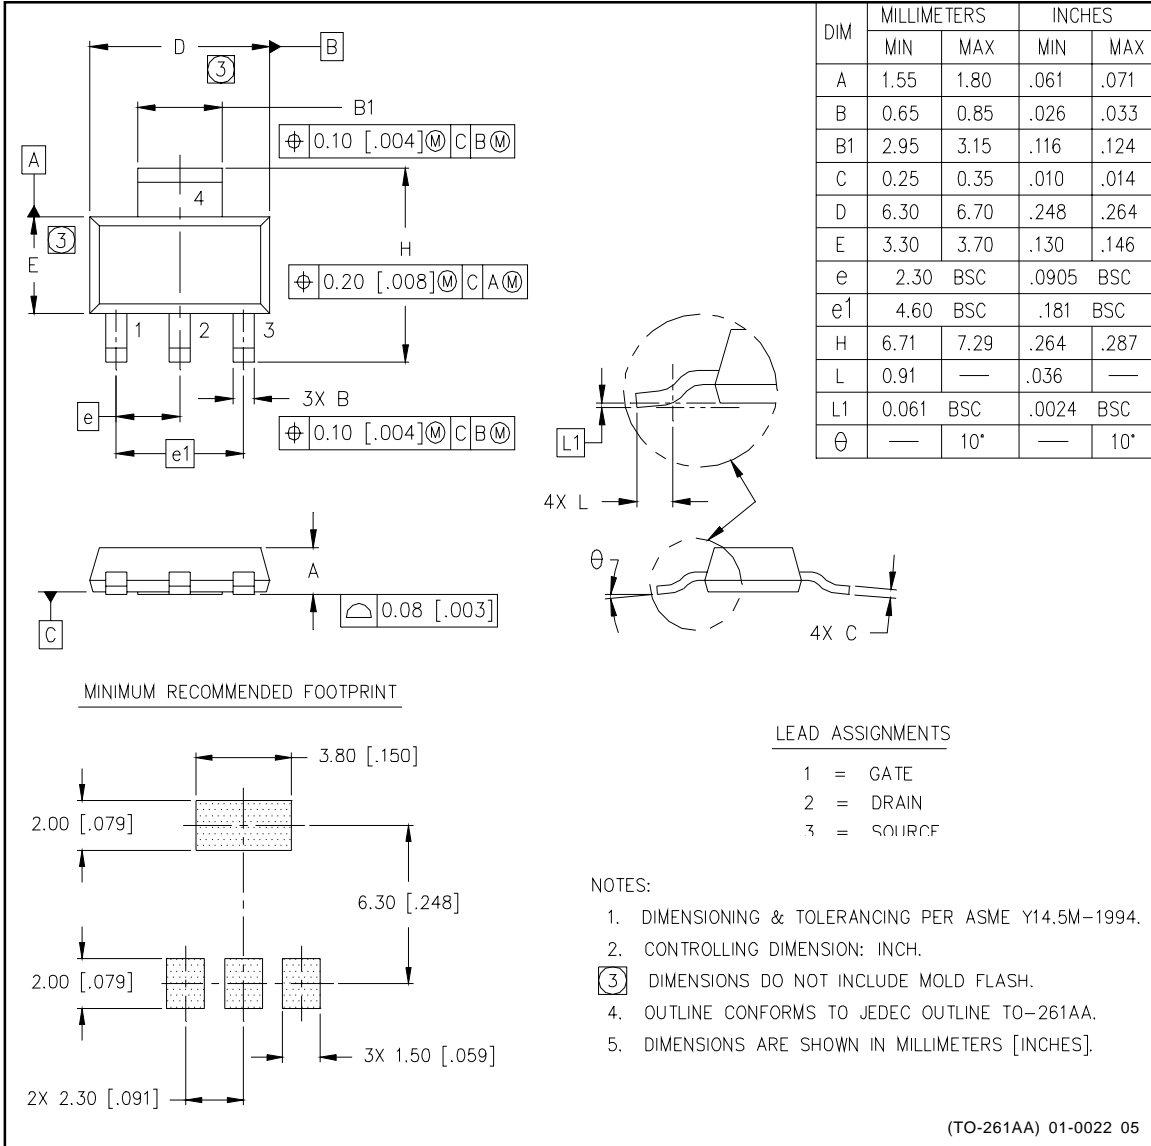 D
B
3
B1
⌖ 0.10 [.004]Ⓜ C BⓂ
A
4
3
E
H
⌖ 0.20 [.008]Ⓜ C AⓂ
1 2 3
3X B
e
⌖ 0.10 [.004]Ⓜ C BⓂ
e1
DIM MILLIMETERS INCHES
MIN MAX MIN MAX
A 1.55 1.80 .061 .071
B 0.65 0.85 .026 .033
B1 2.95 3.15 .116 .124
C 0.25 0.35 .010 .014
D 6.30 6.70 .248 .264
E 3.30 3.70 .130 .146
e 2.30 BSC .0905 BSC
e1 4.60 BSC .181 BSC
H 6.71 7.29 .264 .287
L 0.91 — .036 —
L1 0.061 BSC .0024 BSC
θ — 10° — 10°
L1
4X L
A
C
⌓ 0.08 [.003]
θ
4X C
MINIMUM RECOMMENDED FOOTPRINT
3.80 [.150]
2.00 [.079]
6.30 [.248]
2.00 [.079]
3X 1.50 [.059]
2X 2.30 [.091]
LEAD ASSIGNMENTS
1 = GATE
2 = DRAIN
3 = SOURCE
NOTES:
1. DIMENSIONING & TOLERANCING PER ASME Y14.5M-1994.
2. CONTROLLING DIMENSION: INCH.
3 DIMENSIONS DO NOT INCLUDE MOLD FLASH.
4. OUTLINE CONFORMS TO JEDEC OUTLINE TO-261AA.
5. DIMENSIONS ARE SHOWN IN MILLIMETERS [INCHES].
(TO-261AA) 01-0022 05